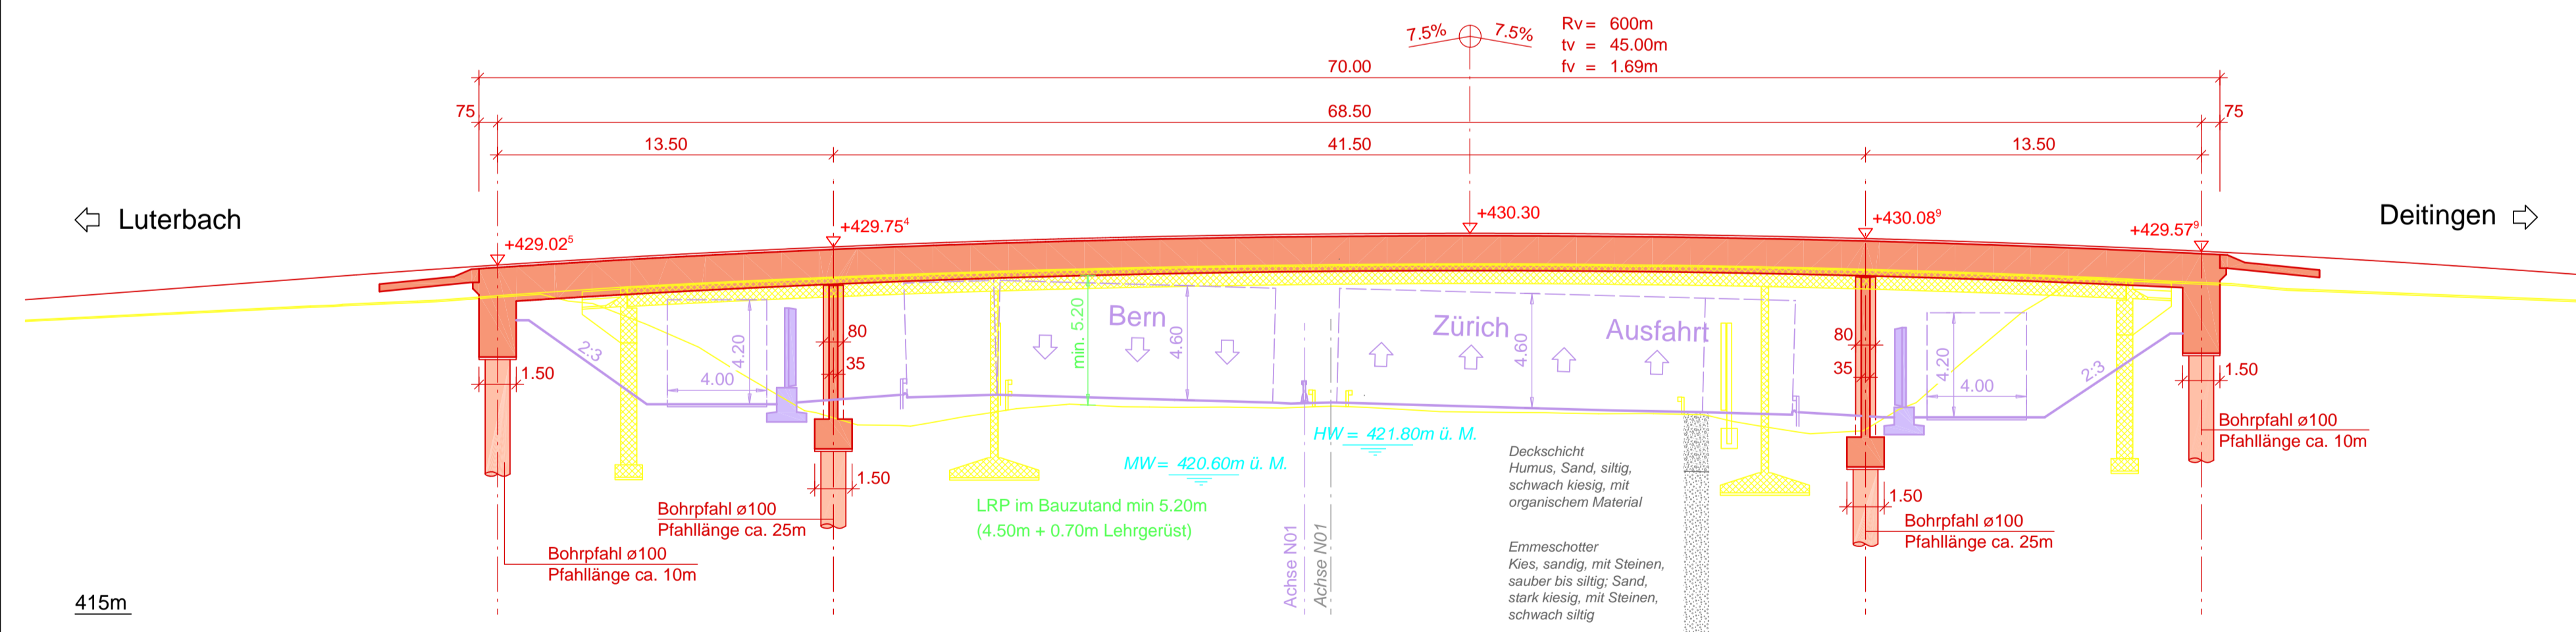 7.5% 7.5% Rv = 600m
tv = 45.00m
fv = 1.69m
70.00
75 68.50 75
13.50 41.50 13.50
Luterbach
Deitingen
+429.02⁵
+429.75⁴
+430.30
+430.08⁹
+429.57⁹
2:3
4.20
4.00
80
35
min. 5.20
Bern
4.60
Zürich
4.60
Ausfahrt
80
35
4.20
4.00
2:3
1.50
1.50
1.50
1.50
HW = 421.80m ü. M.
MW = 420.60m ü. M.
LRP im Bauzutand min 5.20m
(4.50m + 0.70m Lehrgerüst)
Bohrpfahl ø100
Pfahllänge ca. 10m
Bohrpfahl ø100
Pfahllänge ca. 25m
Achse N01
Achse N01
Deckschicht
Humus, Sand, siltig,
schwach kiesig, mit
organischem Material
Emmeschotter
Kies, sandig, mit Steinen,
sauber bis siltig; Sand,
stark kiesig, mit Steinen,
schwach siltig
Bohrpfahl ø100
Pfahllänge ca. 25m
Bohrpfahl ø100
Pfahllänge ca. 10m
415m